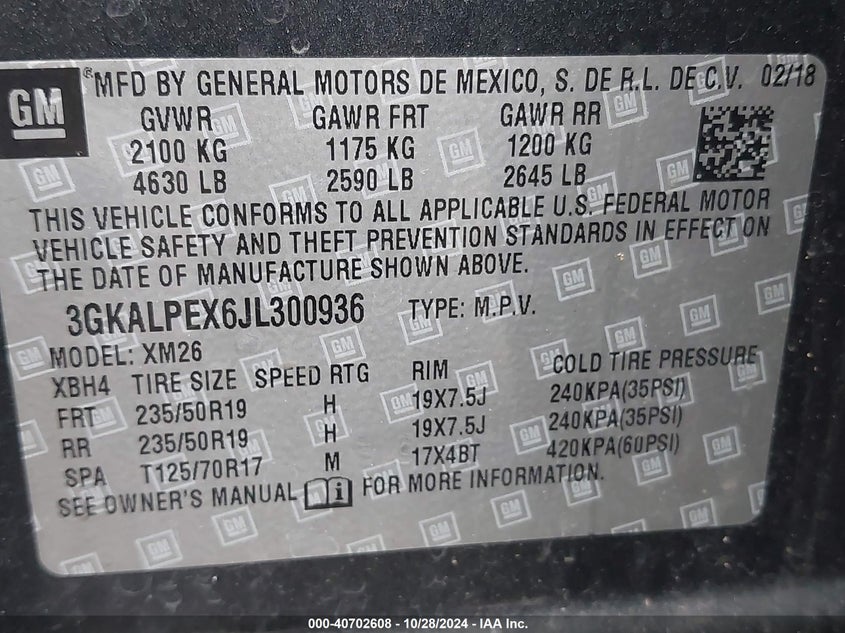 GM
®MFD BY GENERAL MOTORS DE MEXICO, S. DE R.L. DE C.V. 02/18
GVWR GAWR FRT GAWR RR
2100 KG 1175 KG 1200 KG
4630 LB 2590 LB 2645 LB
THIS VEHICLE CONFORMS TO ALL APPLICABLE U.S. FEDERAL MOTOR
VEHICLE SAFETY AND THEFT PREVENTION STANDARDS IN EFFECT ON
THE DATE OF MANUFACTURE SHOWN ABOVE.
3GKALPEX6JL300936 TYPE: M.P.V.
MODEL: XM26
XBH4 TIRE SIZE SPEED RTG RIM COLD TIRE PRESSURE
FRT 235/50R19 H 19X7.5J 240KPA(35PSI)
RR 235/50R19 H 19X7.5J 240KPA(35PSI)
SPA T125/70R17 M 17X4BT 420KPA(60PSI)
SEE OWNER'S MANUAL i FOR MORE INFORMATION.
000-40702608 - 10/28/2024 - IAA Inc.